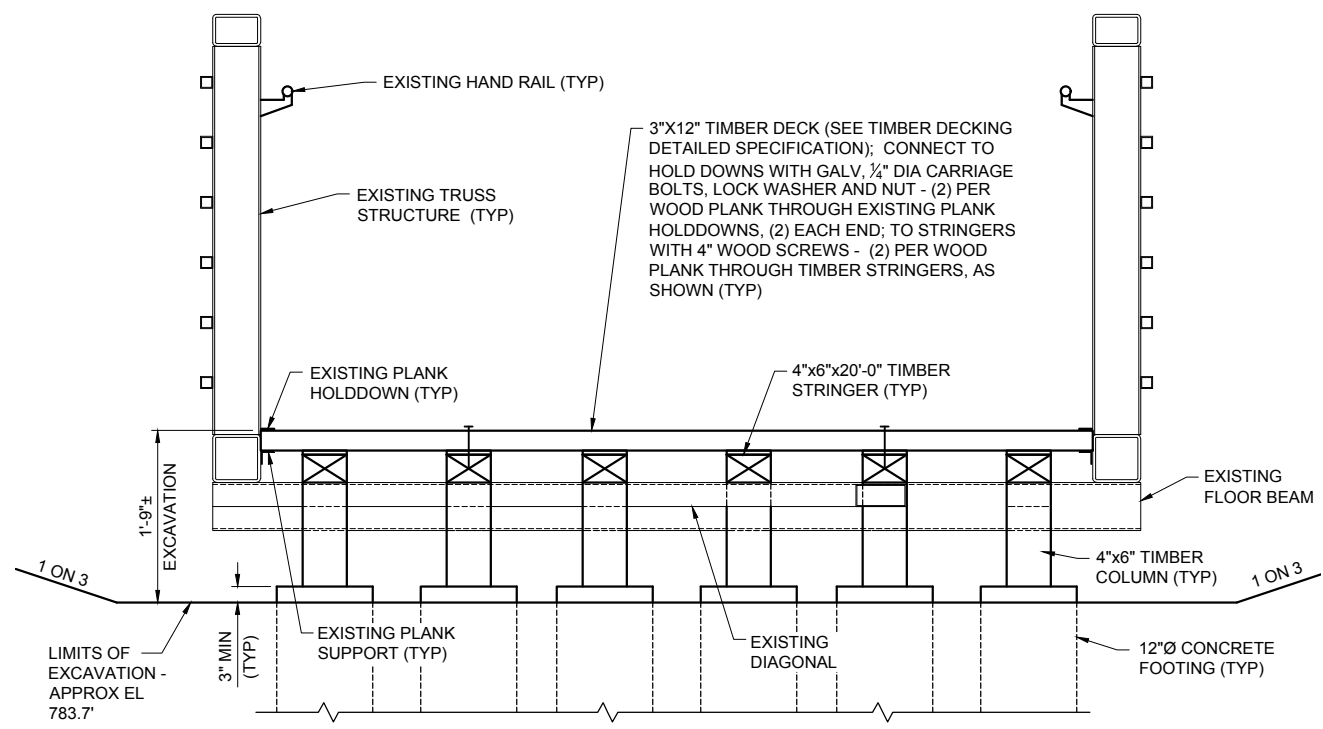 EXISTING HAND RAIL (TYP)
3"X12" TIMBER DECK (SEE TIMBER DECKING
DETAILED SPECIFICATION); CONNECT TO
HOLD DOWNS WITH GALV, ¼" DIA CARRIAGE
BOLTS, LOCK WASHER AND NUT - (2) PER
WOOD PLANK THROUGH EXISTING PLANK
HOLDDOWNS, (2) EACH END; TO STRINGERS
WITH 4" WOOD SCREWS - (2) PER WOOD
PLANK THROUGH TIMBER STRINGERS, AS
SHOWN (TYP)
EXISTING TRUSS
STRUCTURE (TYP)
EXISTING PLANK
HOLDDOWN (TYP)
4"x6"x20'-0" TIMBER
STRINGER (TYP)
1'-9"±
EXCAVATION
EXISTING
FLOOR BEAM
1 ON 3
4"x6" TIMBER
COLUMN (TYP)
1 ON 3
LIMITS OF
EXCAVATION -
APPROX EL
783.7'
3" MIN
(TYP)
EXISTING PLANK
SUPPORT (TYP)
EXISTING
DIAGONAL
12"Ø CONCRETE
FOOTING (TYP)